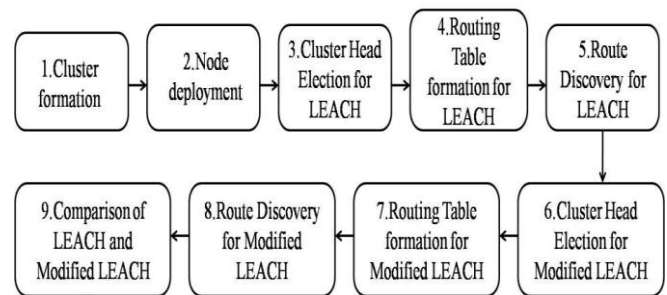 1.Cluster
formation
2.Node
deployment
3.Cluster Head
Election for
LEACH
4.Routing
Table
formation for
LEACH
5.Route
Discovery for
LEACH
6.Cluster Head
Election for
Modified LEACH
7.Routing Table
formation for
Modified LEACH
8.Route Discovery
for Modified
LEACH
9.Comparison of
LEACH and
Modified LEACH